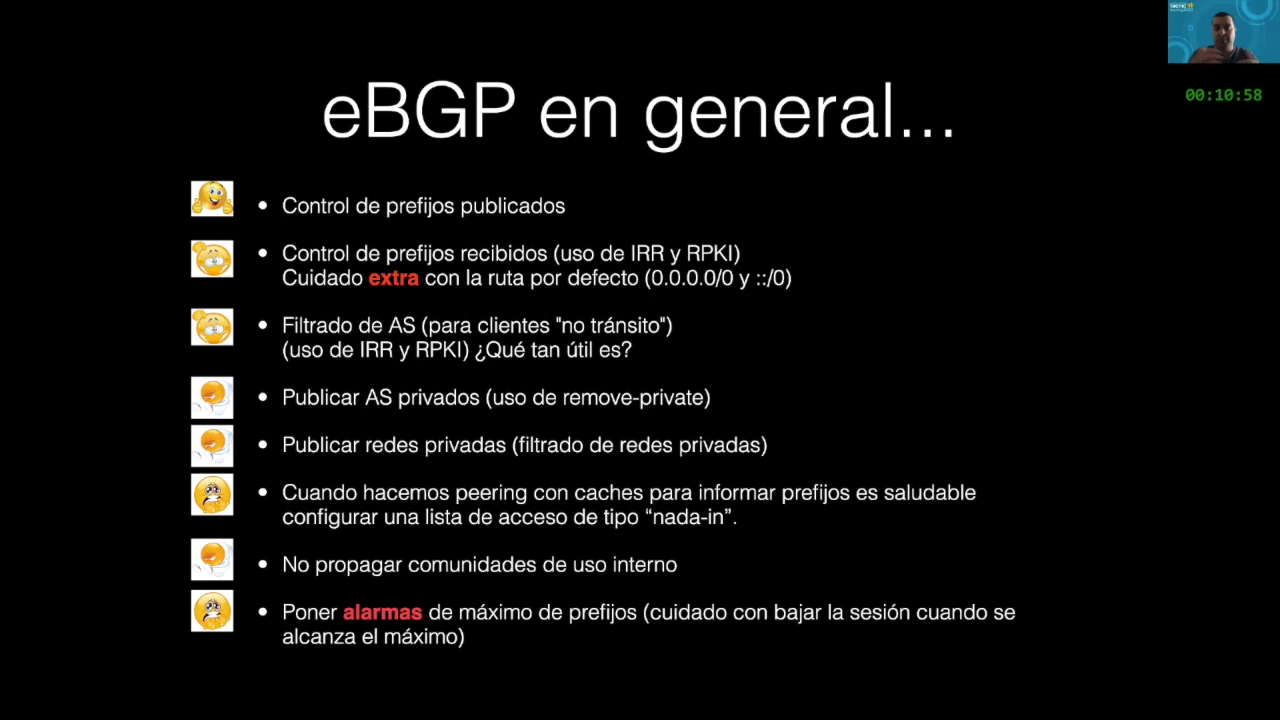 eBGP en general...
00:10:58
• Control de prefijos publicados
• Control de prefijos recibidos (uso de IRR y RPKI)
Cuidado extra con la ruta por defecto (0.0.0.0/0 y ::/0)
• Filtrado de AS (para clientes "no tránsito")
(uso de IRR y RPKI) ¿Qué tan útil es?
• Publicar AS privados (uso de remove-private)
• Publicar redes privadas (filtrado de redes privadas)
• Cuando hacemos peering con caches para informar prefijos es saludable
configurar una lista de acceso de tipo “nada-in”.
• No propagar comunidades de uso interno
• Poner alarmas de máximo de prefijos (cuidado con bajar la sesión cuando se
alcanza el máximo)